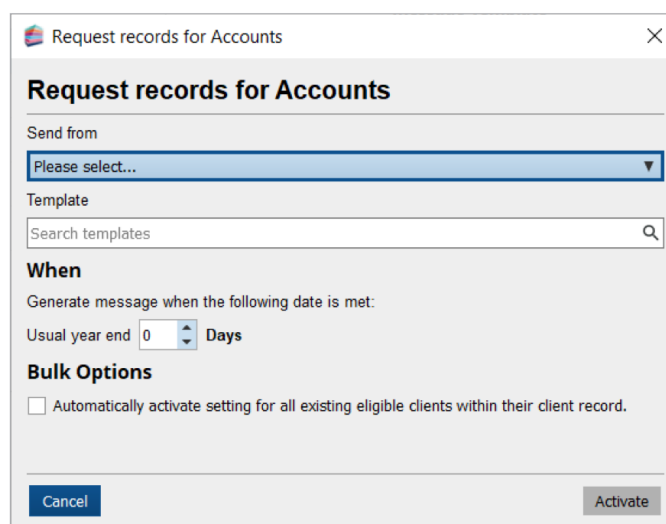 Request records for Accounts
Request records for Accounts
Send from
Please select...
Template
Search templates
When
Generate message when the following date is met:
Usual year end 0 Days
Bulk Options
Automatically activate setting for all existing eligible clients within their client record.
Cancel Activate